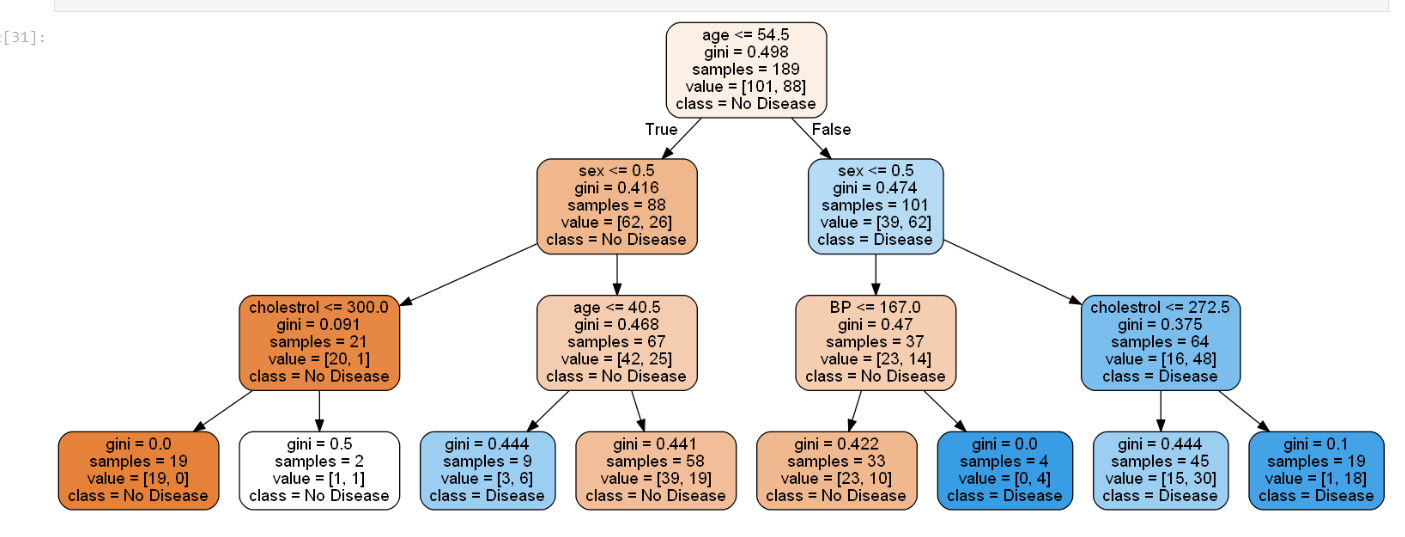 [31]:
age <= 54.5
gini = 0.498
samples = 189
value = [101, 88]
class = No Disease
True
False
sex <= 0.5
gini = 0.416
samples = 88
value = [62, 26]
class = No Disease
sex <= 0.5
gini = 0.474
samples = 101
value = [39, 62]
class = Disease
cholestrol <= 300.0
gini = 0.091
samples = 21
value = [20, 1]
class = No Disease
age <= 40.5
gini = 0.468
samples = 67
value = [42, 25]
class = No Disease
BP <= 167.0
gini = 0.47
samples = 37
value = [23, 14]
class = No Disease
cholestrol <= 272.5
gini = 0.375
samples = 64
value = [16, 48]
class = Disease
gini = 0.0
samples = 19
value = [19, 0]
class = No Disease
gini = 0.5
samples = 2
value = [1, 1]
class = No Disease
gini = 0.444
samples = 9
value = [3, 6]
class = Disease
gini = 0.441
samples = 58
value = [39, 19]
class = No Disease
gini = 0.422
samples = 33
value = [23, 10]
class = No Disease
gini = 0.0
samples = 4
value = [0, 4]
class = Disease
gini = 0.444
samples = 45
value = [15, 30]
class = Disease
gini = 0.1
samples = 19
value = [1, 18]
class = Disease